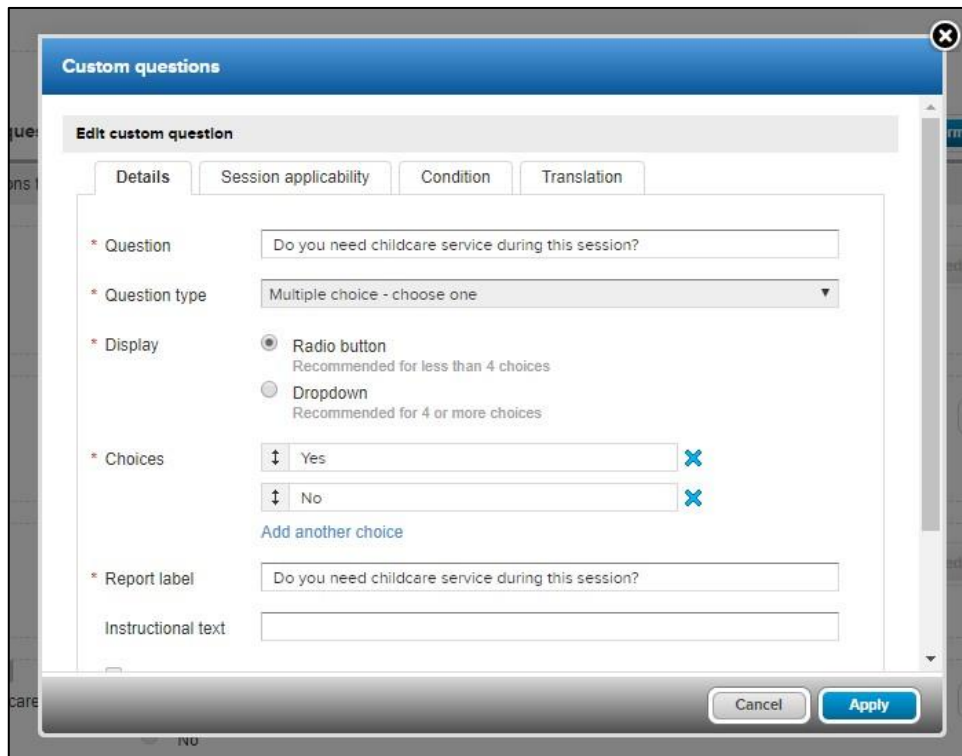 Custom questions
Edit custom question
Details Session applicability Condition Translation
* Question Do you need childcare service during this session?
* Question type Multiple choice - choose one
* Display Radio button
Recommended for less than 4 choices
Dropdown
Recommended for 4 or more choices
* Choices Yes
No
Add another choice
* Report label Do you need childcare service during this session?
Instructional text
Cancel Apply
No